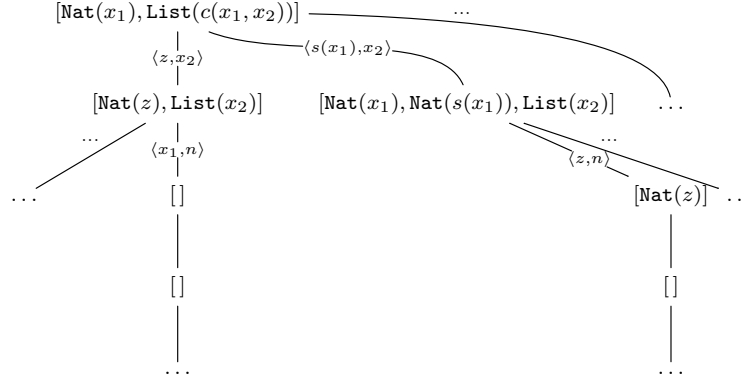 [Nat(x₁), List(c(x₁, x₂))]
...
⟨z,x₂⟩
⟨s(x₁),x₂⟩
[Nat(z), List(x₂)]
[Nat(x₁), Nat(s(x₁)), List(x₂)]
...
...
...
⟨x₁,n⟩
⟨z,n⟩
...
[ ]
[Nat(z)]
..
[ ]
[ ]
...
...